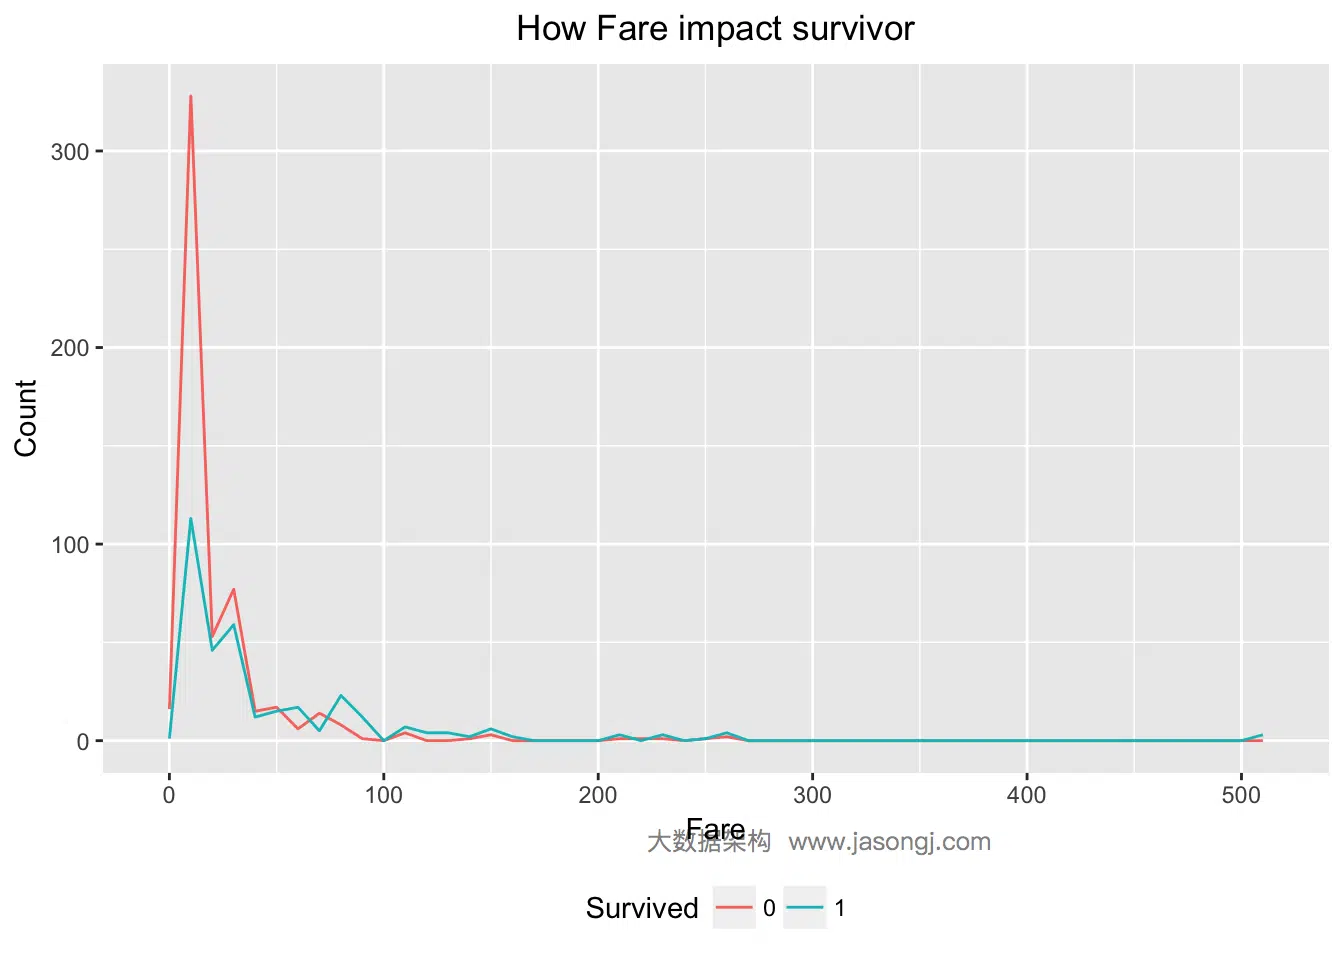 How Fare impact survivor
300
200
100
0
Count
0 100 200 300 400 500
Fare
大数据架构 www.jasongj.com
Survived 0 1